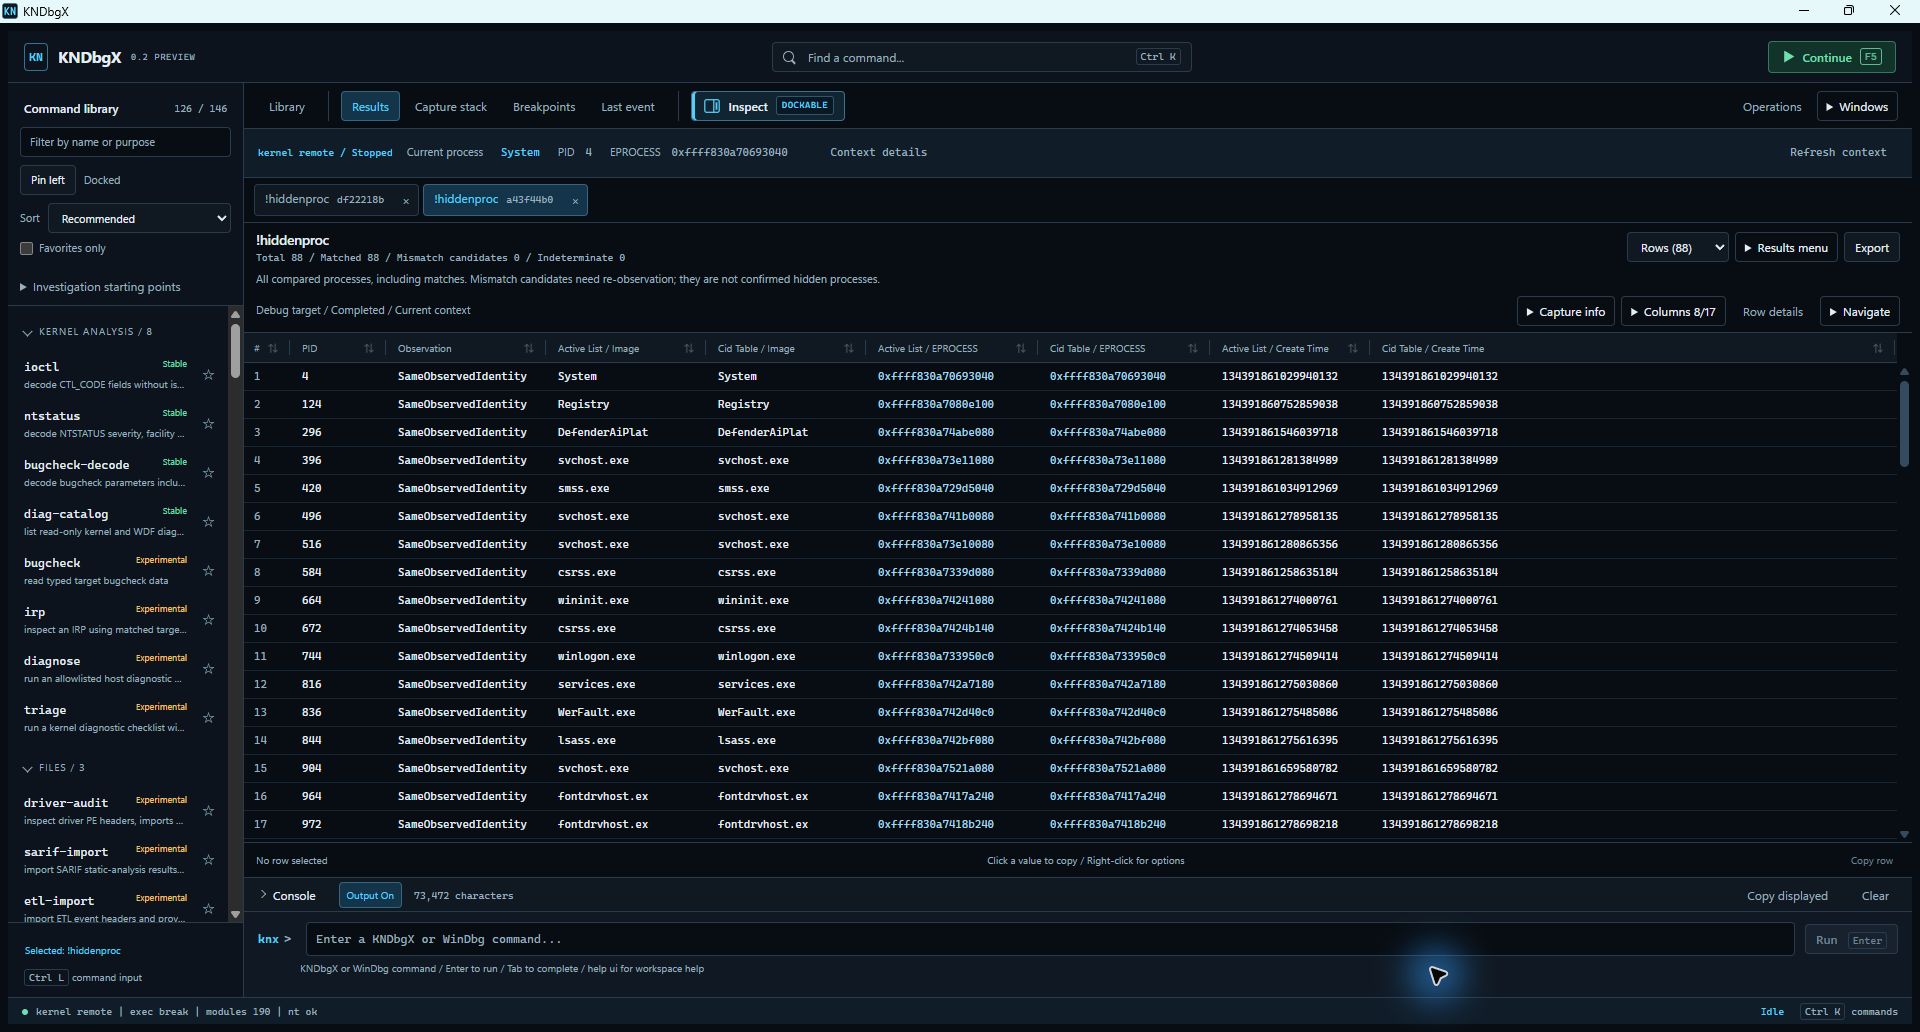 KN KNDbgX
KN KNDbgX 0.2 PREVIEW
Find a command... Ctrl K
Continue F5
Command library 126 / 146
Filter by name or purpose
Pin left Docked
Sort Recommended
Favorites only
Investigation starting points
KERNEL ANALYSIS / 8
ioctl Stable
decode CTL_CODE fields without is...
ntstatus Stable
decode NTSTATUS severity, facility ...
bugcheck-decode Stable
decode bugcheck parameters inclu...
diag-catalog Stable
list read-only kernel and WDF diag...
bugcheck Experimental
read typed target bugcheck data
irp Experimental
inspect an IRP using matched targe...
diagnose Experimental
run an allowlisted host diagnostic ...
triage Experimental
run a kernel diagnostic checklist wi...
FILES / 3
driver-audit Experimental
inspect driver PE headers, imports ...
sarif-import Experimental
import SARIF static-analysis results...
etl-import Experimental
import ETL event headers and prov...
Selected: !hiddenproc
Ctrl L command input
Library Results Capture stack Breakpoints Last event Inspect DOCKABLE Operations Windows
kernel remote / Stopped Current process System PID 4 EPROCESS 0xffff830a70693040 Context details Refresh context
!hiddenproc df22218b × !hiddenproc a43f44b0 ×
!hiddenproc
Total 88 / Matched 88 / Mismatch candidates 0 / Indeterminate 0
All compared processes, including matches. Mismatch candidates need re-observation; they are not confirmed hidden processes.
Rows (88) Results menu Export
Debug target / Completed / Current context
Capture info Columns 8/17 Row details Navigate
# PID Observation Active List / Image Cid Table / Image Active List / EPROCESS Cid Table / EPROCESS Active List / Create Time Cid Table / Create Time
1 4 SameObservedIdentity System System 0xffff830a70693040 0xffff830a70693040 134391861029940132 134391861029940132
2 124 SameObservedIdentity Registry Registry 0xffff830a7080e100 0xffff830a7080e100 134391860752859038 134391860752859038
3 296 SameObservedIdentity DefenderAiPlat DefenderAiPlat 0xffff830a74abe080 0xffff830a74abe080 134391861546039718 134391861546039718
4 396 SameObservedIdentity svchost.exe svchost.exe 0xffff830a73e11080 0xffff830a73e11080 134391861281384989 134391861281384989
5 420 SameObservedIdentity smss.exe smss.exe 0xffff830a729d5040 0xffff830a729d5040 134391861034912969 134391861034912969
6 496 SameObservedIdentity svchost.exe svchost.exe 0xffff830a741b0080 0xffff830a741b0080 134391861278958135 134391861278958135
7 516 SameObservedIdentity svchost.exe svchost.exe 0xffff830a73e10080 0xffff830a73e10080 134391861280865356 134391861280865356
8 584 SameObservedIdentity csrss.exe csrss.exe 0xffff830a7339d080 0xffff830a7339d080 134391861258635184 134391861258635184
9 664 SameObservedIdentity wininit.exe wininit.exe 0xffff830a74241080 0xffff830a74241080 134391861274000761 134391861274000761
10 672 SameObservedIdentity csrss.exe csrss.exe 0xffff830a7424b140 0xffff830a7424b140 134391861274053458 134391861274053458
11 744 SameObservedIdentity winlogon.exe winlogon.exe 0xffff830a733950c0 0xffff830a733950c0 134391861274509414 134391861274509414
12 816 SameObservedIdentity services.exe services.exe 0xffff830a742a7180 0xffff830a742a7180 134391861275030860 134391861275030860
13 836 SameObservedIdentity WerFault.exe WerFault.exe 0xffff830a742d40c0 0xffff830a742d40c0 134391861275485086 134391861275485086
14 844 SameObservedIdentity lsass.exe lsass.exe 0xffff830a742bf080 0xffff830a742bf080 134391861275616395 134391861275616395
15 904 SameObservedIdentity svchost.exe svchost.exe 0xffff830a7521a080 0xffff830a7521a080 134391861659580782 134391861659580782
16 964 SameObservedIdentity fontdrvhost.ex fontdrvhost.ex 0xffff830a7417a240 0xffff830a7417a240 134391861278694671 134391861278694671
17 972 SameObservedIdentity fontdrvhost.ex fontdrvhost.ex 0xffff830a7418b240 0xffff830a7418b240 134391861278698218 134391861278698218
No row selected Click a value to copy / Right-click for options Copy row
Console Output On 73,472 characters Copy displayed Clear
knx > Enter a KNDbgX or WinDbg command... Run Enter
KNDbgX or WinDbg command / Enter to run / Tab to complete / help ui for workspace help
kernel remote | exec break | modules 190 | nt ok Idle Ctrl K commands